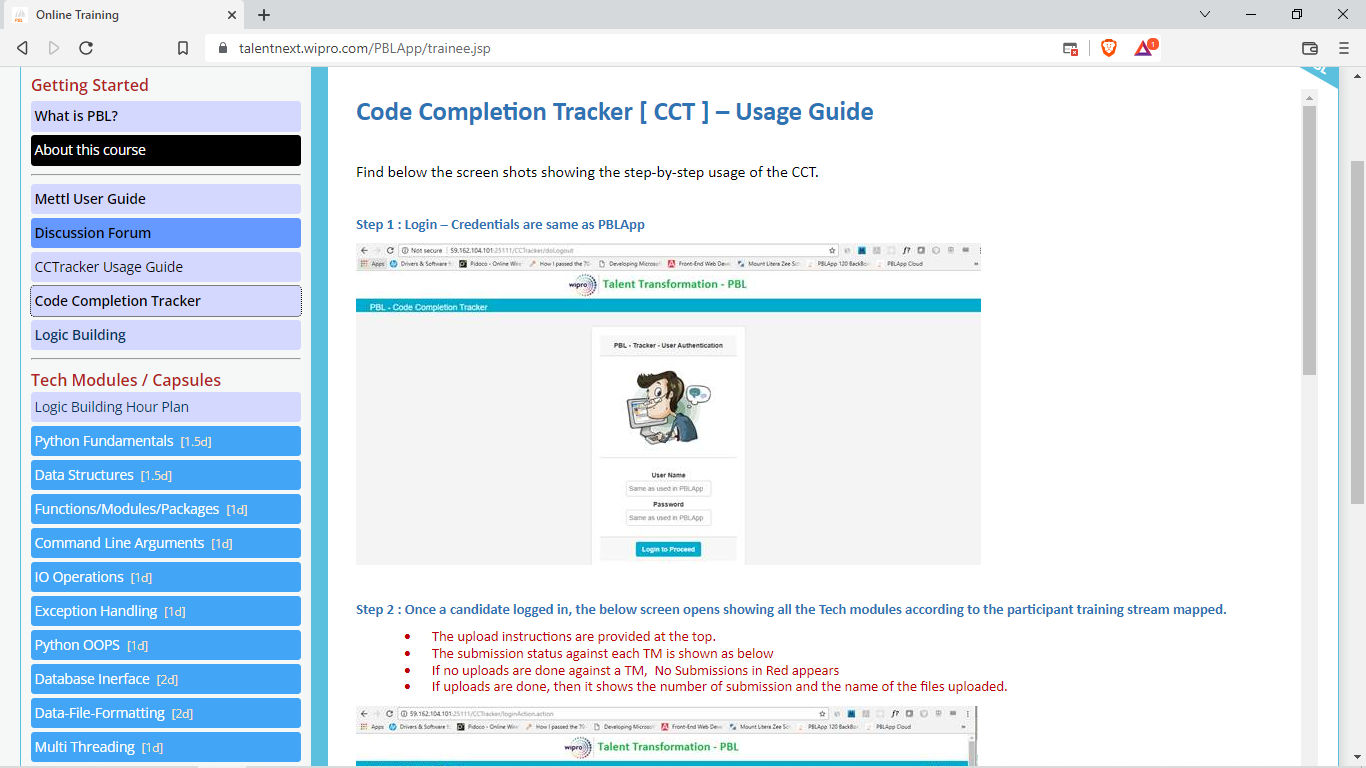 Online Training
talentnext.wipro.com/PBLApp/trainee.jsp
1
Getting Started
What is PBL?
About this course
Mettl User Guide
Discussion Forum
CCTracker Usage Guide
Code Completion Tracker
Logic Building
Tech Modules / Capsules
Logic Building Hour Plan
Python Fundamentals [1.5d]
Data Structures [1.5d]
Functions/Modules/Packages [1d]
Command Line Arguments [1d]
IO Operations [1d]
Exception Handling [1d]
Python OOPS [1d]
Database Inerface [2d]
Data-File-Formatting [2d]
Multi Threading [1d]
Code Completion Tracker [ CCT ] – Usage Guide
Find below the screen shots showing the step-by-step usage of the CCT.
Step 1 : Login – Credentials are same as PBLApp
Not secure | 59.162.104.101:25111/CCTracker/doLogout
Apps Drivers & Software Pidoco - Online Wire How I passed the 70- Developing Microsof Front-End Web Deve Mount Litera Zee Sch PBLApp 120 BackBo PBLApp Cloud
wipro Talent Transformation - PBL
PBL - Code Completion Tracker
PBL - Tracker - User Authentication
User Name
Same as used in PBLApp
Password
Same as used in PBLApp
Login to Proceed
Step 2 : Once a candidate logged in, the below screen opens showing all the Tech modules according to the participant training stream mapped.
• The upload instructions are provided at the top.
• The submission status against each TM is shown as below
• If no uploads are done against a TM, No Submissions in Red appears
• If uploads are done, then it shows the number of submission and the name of the files uploaded.
59.162.104.101:25111/CCTracker/loginAction.action
Apps Drivers & Software Pidoco - Online Wire How I passed the 70- Developing Microsof Front-End Web Deve Mount Litera Zee Sch PBLApp 120 BackBo PBLApp Cloud
wipro Talent Transformation - PBL